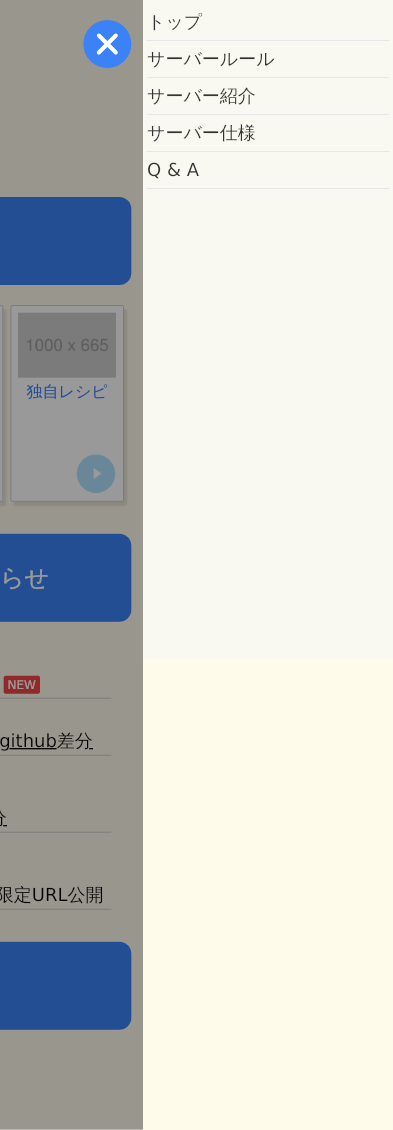 トップ
サーバールール
サーバー紹介
サーバー仕様
Q & A
1000 x 665
独自レシピ
らせ
NEW
github差分
分
限定URL公開